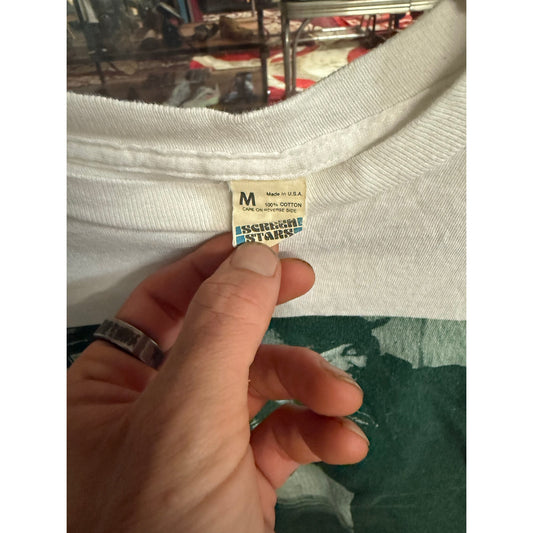 M
Made in U.S.A.
100% COTTON
CARE ON REVERSE SIDE
SCREEN
STARS